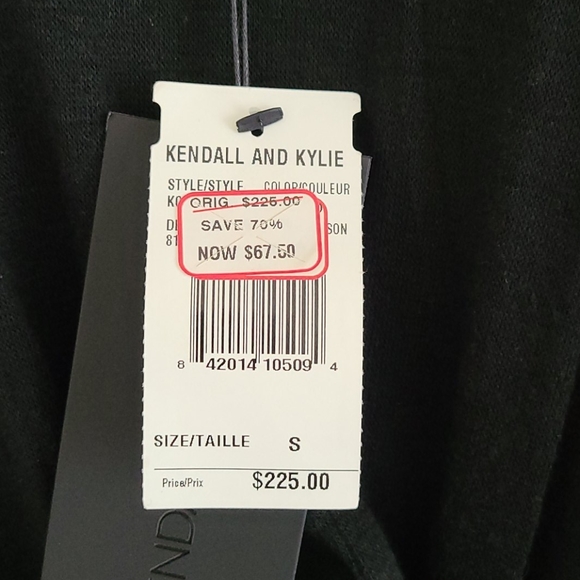 KENDALL AND KYLIE
STYLE/STYLE COLOR/COULEUR
ORIG. $225.00
SAVE 70%
NOW $67.50
8 42014 10509 4
SIZE/TAILLE S
Price/Prix $225.00